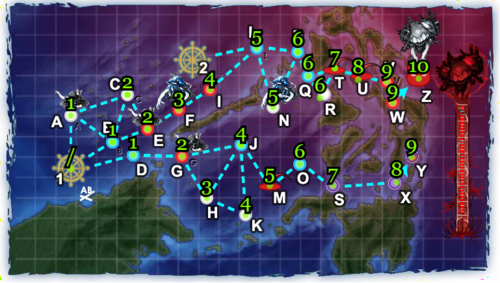 5 6
2 7 8 9 10
C 2 4 6 Q T U
1 3 I 5 6 9 Z
A F N R W
1 2 E
B 1 2 4 J
1 D G 6 9
AB 3 5 O 7 8 Y
H 4 M S X
K